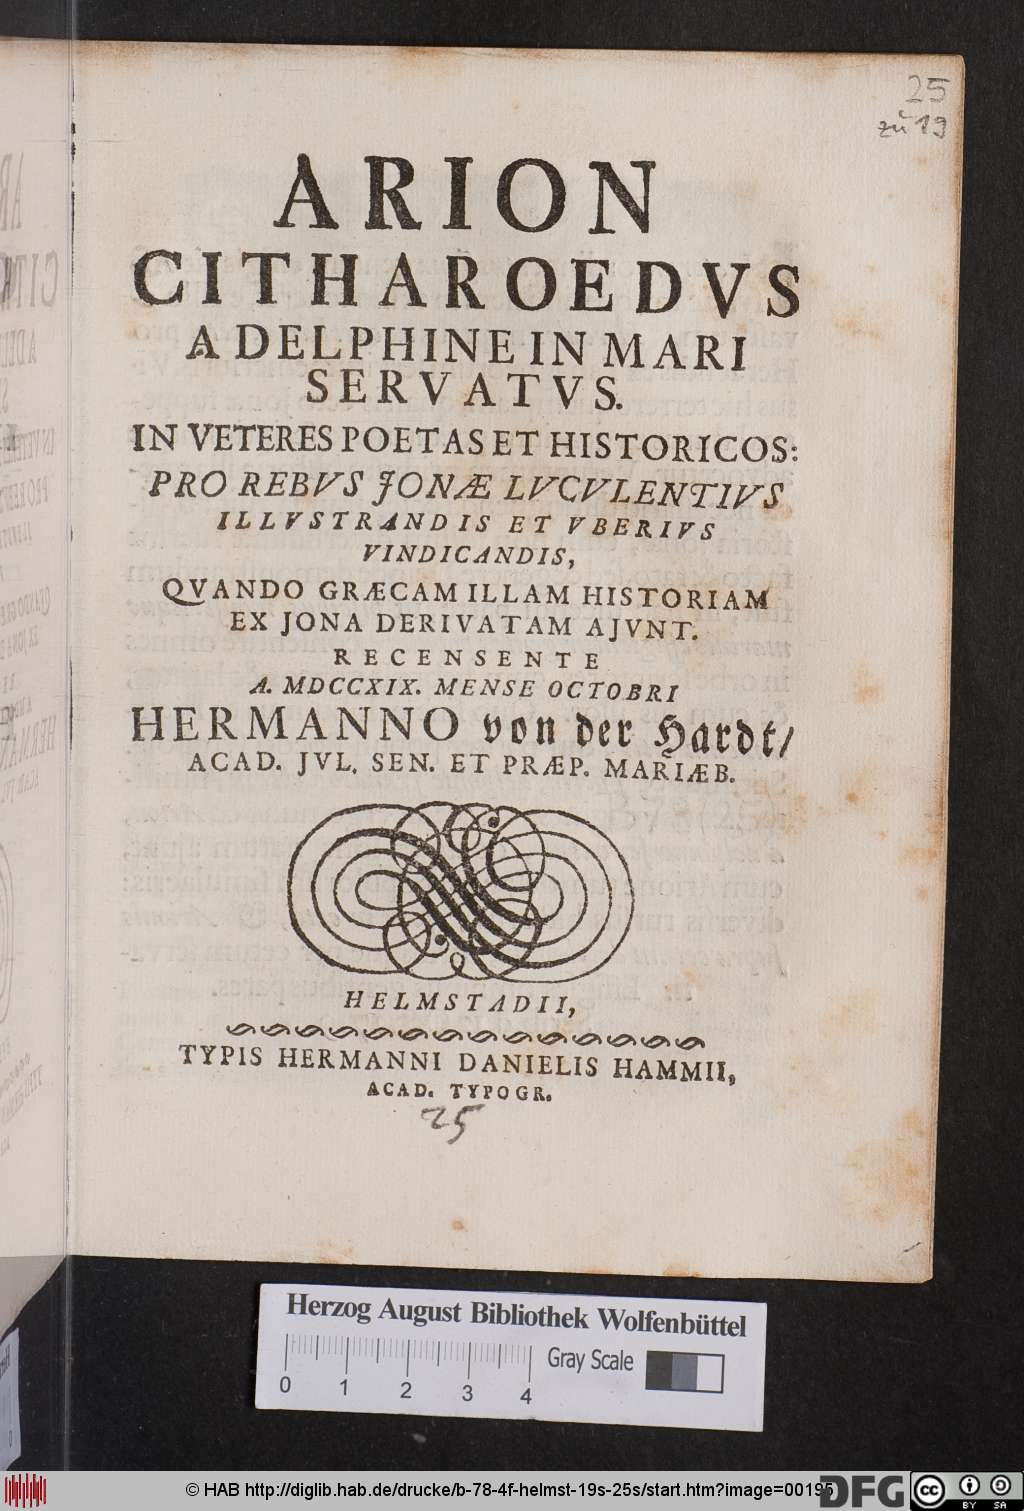 25
zu 19
ARION
CITHAROEDVS
A DELPHINE IN MARI
SERVATVS.
IN VETERES POETAS ET HISTORICOS:
PRO REBVS JONÆ LVCVLENTIVS
ILLVSTRANDIS ET VBERIVS
VINDICANDIS,
QVANDO GRÆCAM ILLAM HISTORIAM
EX JONA DERIVATAM AJVNT.
RECENSENTE
A. MDCCXIX. MENSE OCTOBRI
HERMANNO von der Hardt/
ACAD. JVL. SEN. ET PRÆP. MARIÆB.
HELMSTADII,
TYPIS HERMANNI DANIELIS HAMMII,
ACAD. TYPOGR.
25
Herzog August Bibliothek Wolfenbüttel
Gray Scale
0 1 2 3 4
© HAB http://diglib.hab.de/drucke/b-78-4f-helmst-19s-25s/start.htm?image=00195
DFG
cc BY SA